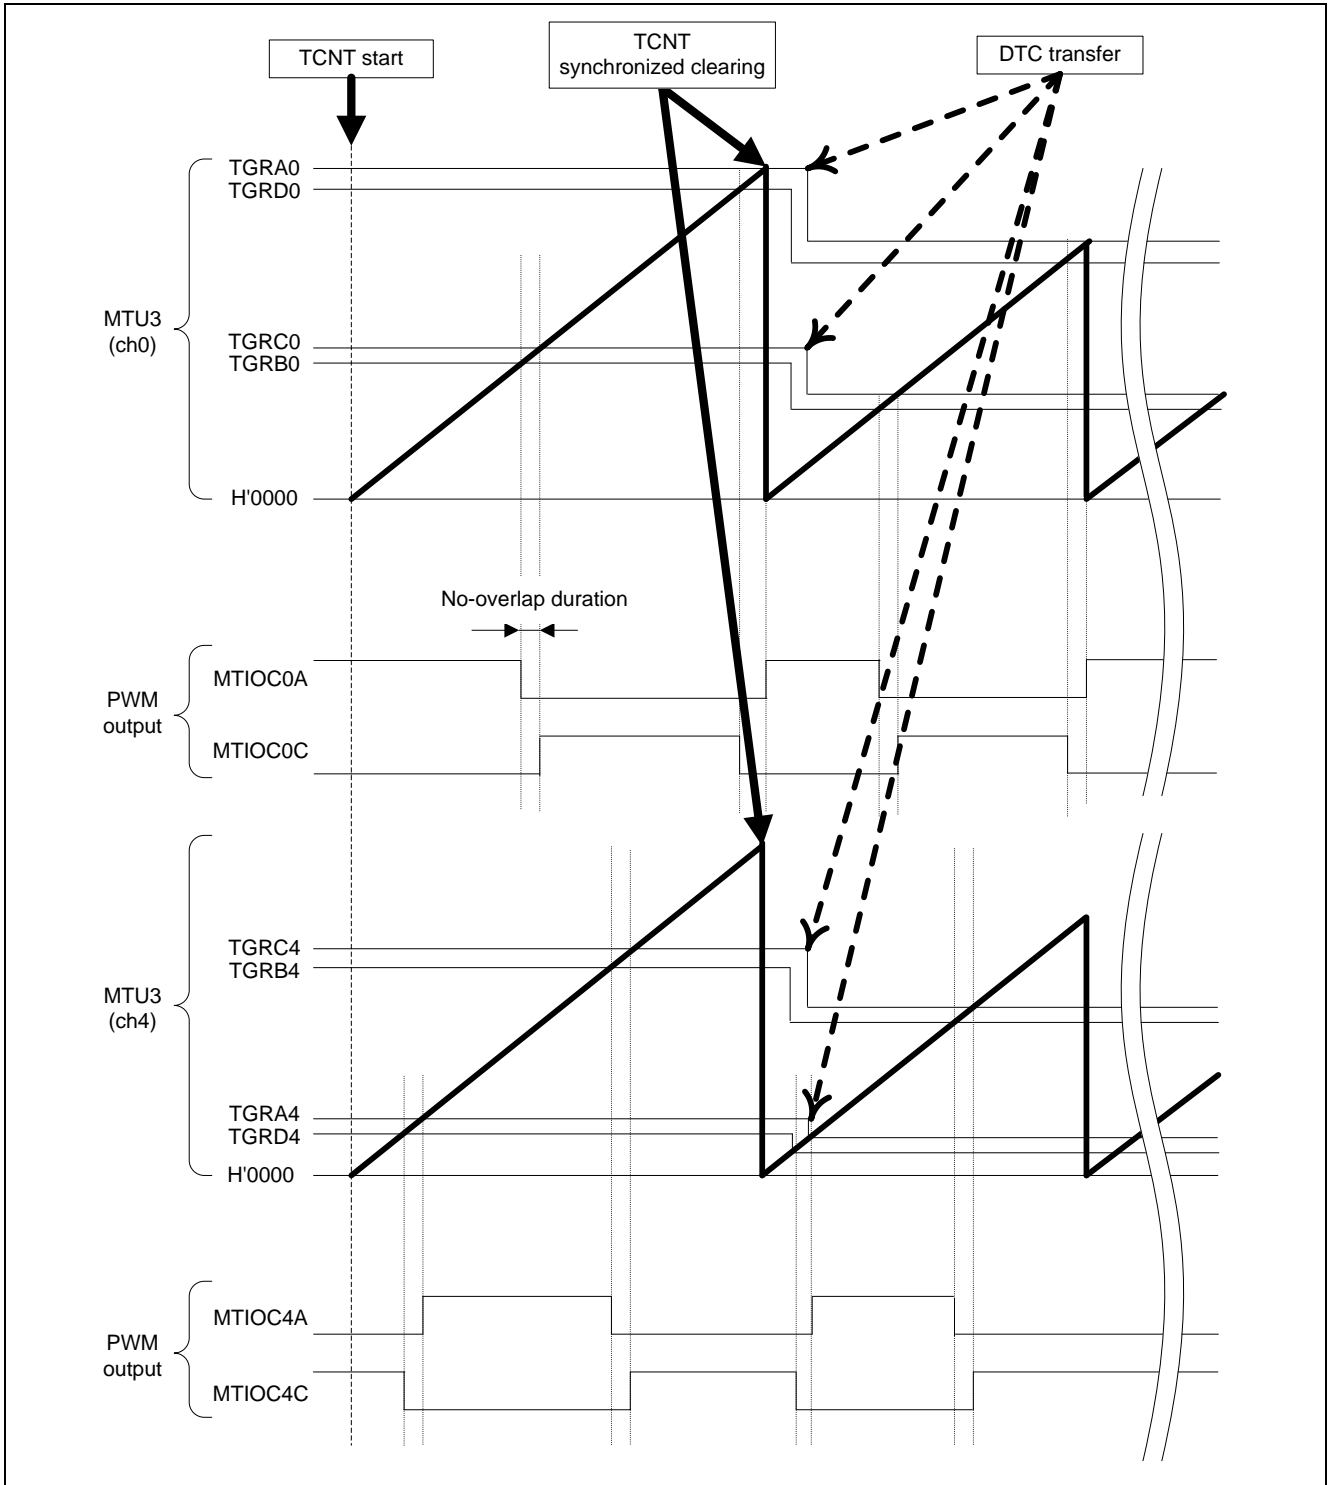 TCNT start
TCNT
synchronized clearing
DTC transfer
TGRA0
TGRD0
MTU3
(ch0)
TGRC0
TGRB0
H'0000
No-overlap duration
MTIOC0A
PWM
output
MTIOC0C
TGRC4
TGRB4
MTU3
(ch4)
TGRA4
TGRD4
H'0000
MTIOC4A
PWM
output
MTIOC4C